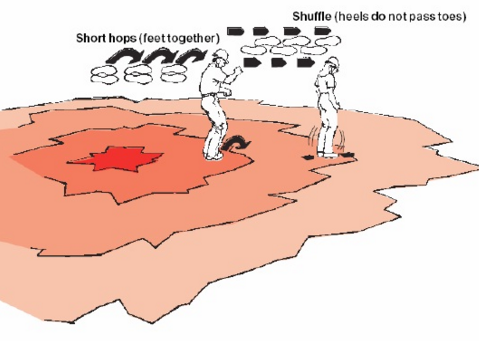 Shuffle (heels do not pass toes)
Short hops (feet together)